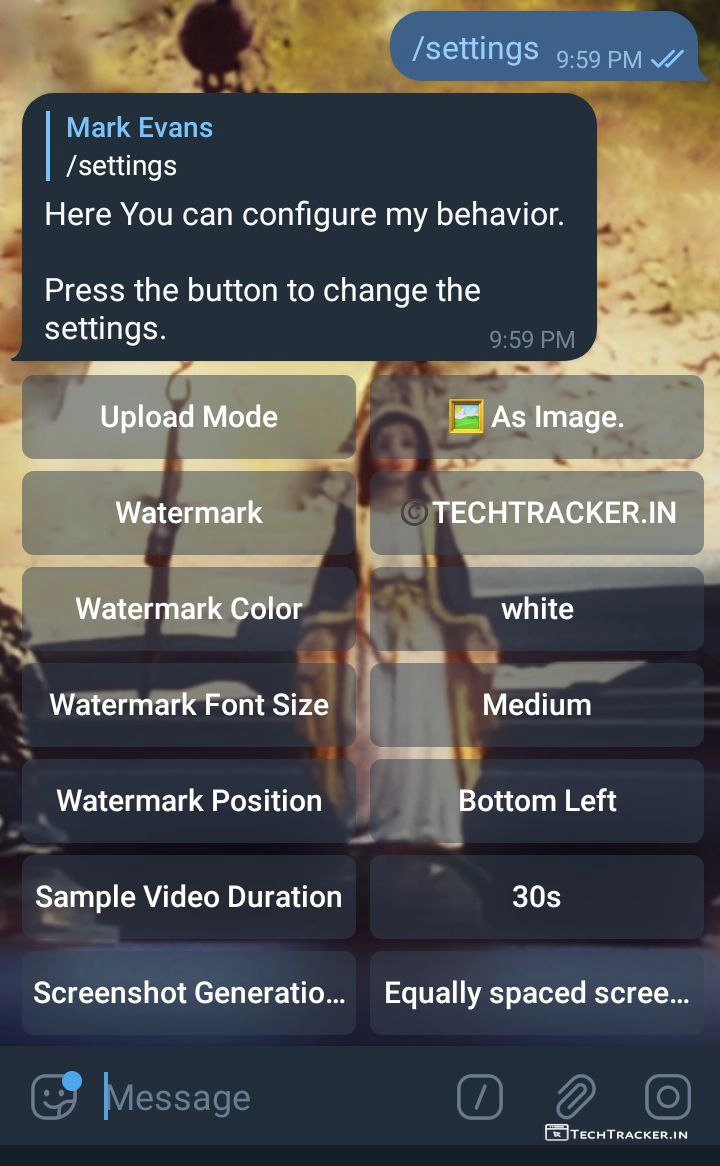 /settings 9:59 PM
Mark Evans
/settings
Here You can configure my behavior.
Press the button to change the
settings. 9:59 PM
Upload Mode 🖼 As Image.
Watermark ©TECHTRACKER.IN
Watermark Color white
Watermark Font Size Medium
Watermark Position Bottom Left
Sample Video Duration 30s
Screenshot Generatio... Equally spaced scree...
Message
TECHTRACKER.IN